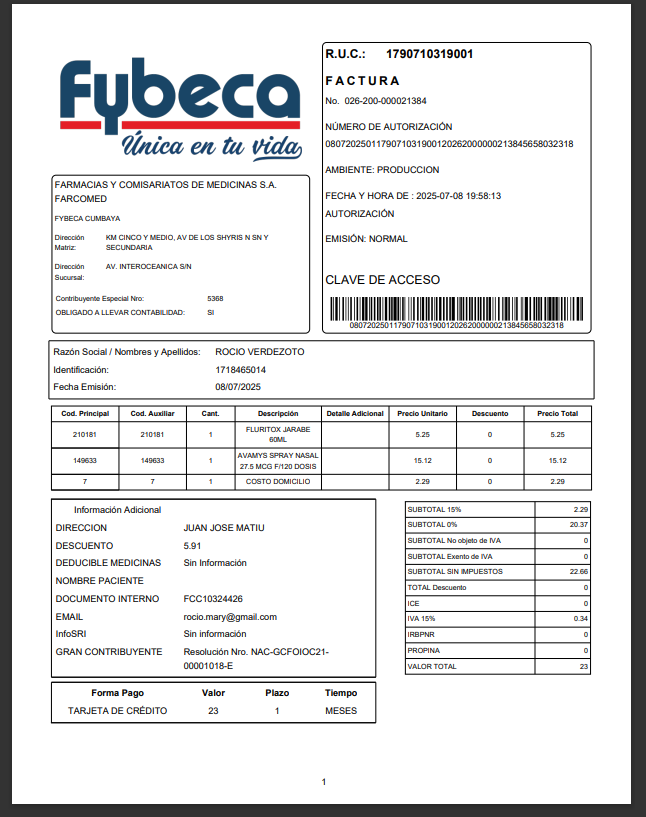 fybeca
Única en tu vida
R.U.C.: 1790710319001
FACTURA
No. 026-200-000021384
NÚMERO DE AUTORIZACIÓN
0807202501179071031900120262000000213845658032318
AMBIENTE: PRODUCCION
FECHA Y HORA DE : 2025-07-08 19:58:13
AUTORIZACIÓN
EMISIÓN: NORMAL
CLAVE DE ACCESO
0807202501179071031900120262000000213845658032318
FARMACIAS Y COMISARIATOS DE MEDICINAS S.A.
FARCOMED
FYBECA CUMBAYA
Dirección Matriz: KM CINCO Y MEDIO, AV DE LOS SHYRIS N SN Y
SECUNDARIA
Dirección Sucursal: AV. INTEROCEANICA S/N
Contribuyente Especial Nro: 5368
OBLIGADO A LLEVAR CONTABILIDAD: SI
Razón Social / Nombres y Apellidos: ROCIO VERDEZOTO
Identificación: 1718465014
Fecha Emisión: 08/07/2025
Cod. Principal Cod. Auxiliar Cant. Descripción Detalle Adicional Precio Unitario Descuento Precio Total
210181 210181 1 FLURITOX JARABE 60ML 5.25 0 5.25
149633 149633 1 AVAMYS SPRAY NASAL 27.5 MCG F/120 DOSIS 15.12 0 15.12
7 7 1 COSTO DOMICILIO 2.29 0 2.29
Información Adicional
DIRECCION JUAN JOSE MATIU
DESCUENTO 5.91
DEDUCIBLE MEDICINAS Sin Información
NOMBRE PACIENTE
DOCUMENTO INTERNO FCC10324426
EMAIL rocio.mary@gmail.com
InfoSRI Sin información
GRAN CONTRIBUYENTE Resolución Nro. NAC-GCFOIOC21-
00001018-E
SUBTOTAL 15% 2.29
SUBTOTAL 0% 20.37
SUBTOTAL No objeto de IVA 0
SUBTOTAL Exento de IVA 0
SUBTOTAL SIN IMPUESTOS 22.66
TOTAL Descuento 0
ICE 0
IVA 15% 0.34
IRBPNR 0
PROPINA 0
VALOR TOTAL 23
Forma Pago Valor Plazo Tiempo
TARJETA DE CRÉDITO 23 1 MESES
1